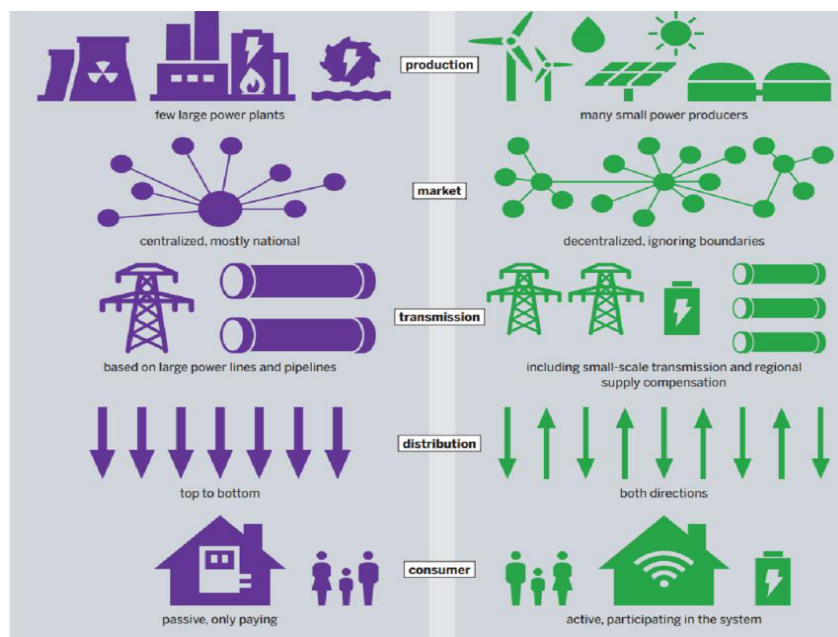 production
few large power plants
many small power producers
market
centralized, mostly national
decentralized, ignoring boundaries
transmission
based on large power lines and pipelines
including small-scale transmission and regional
supply compensation
distribution
top to bottom
both directions
consumer
passive, only paying
active, participating in the system